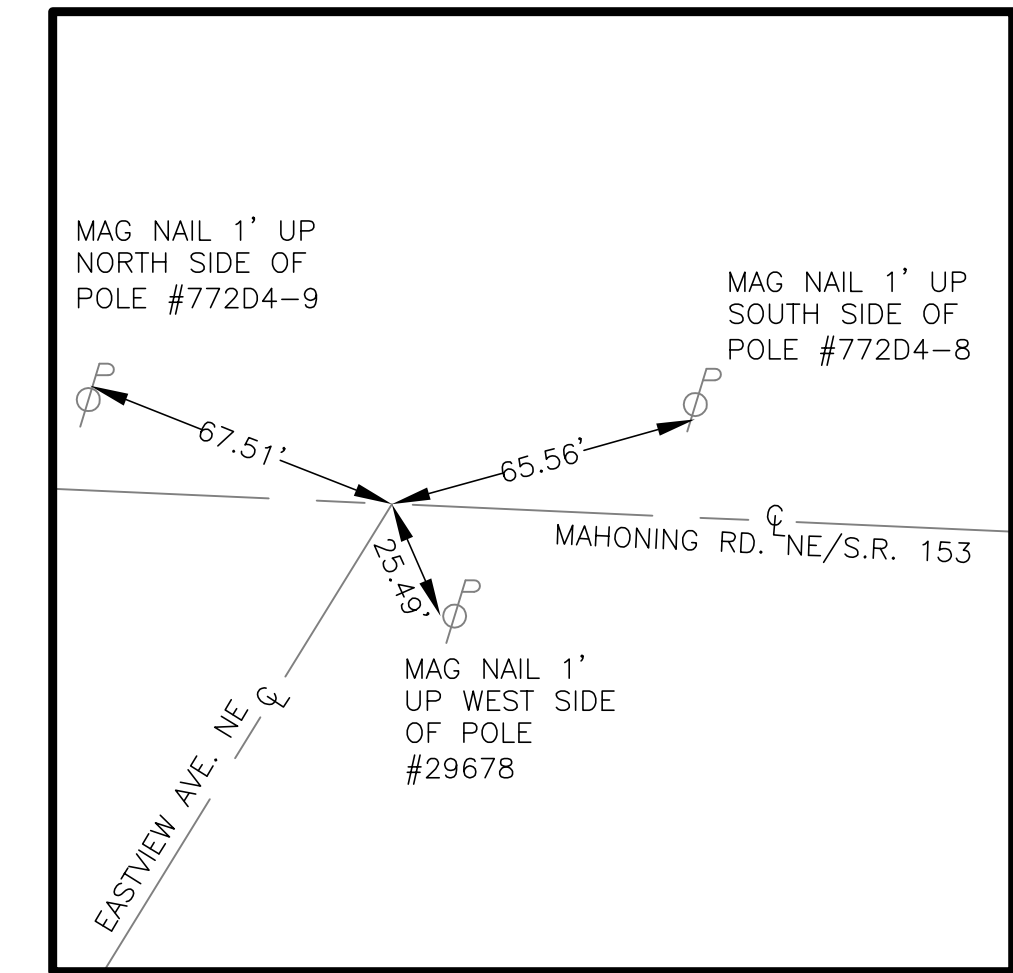 MAG NAIL 1' UP
NORTH SIDE OF
POLE #772D4-9
MAG NAIL 1' UP
SOUTH SIDE OF
POLE #772D4-8
67.51'
65.56'
25.49'
℄
MAHONING RD. NE/S.R. 153
MAG NAIL 1'
UP WEST SIDE
OF POLE
#29678
EASTVIEW AVE. NE ℄